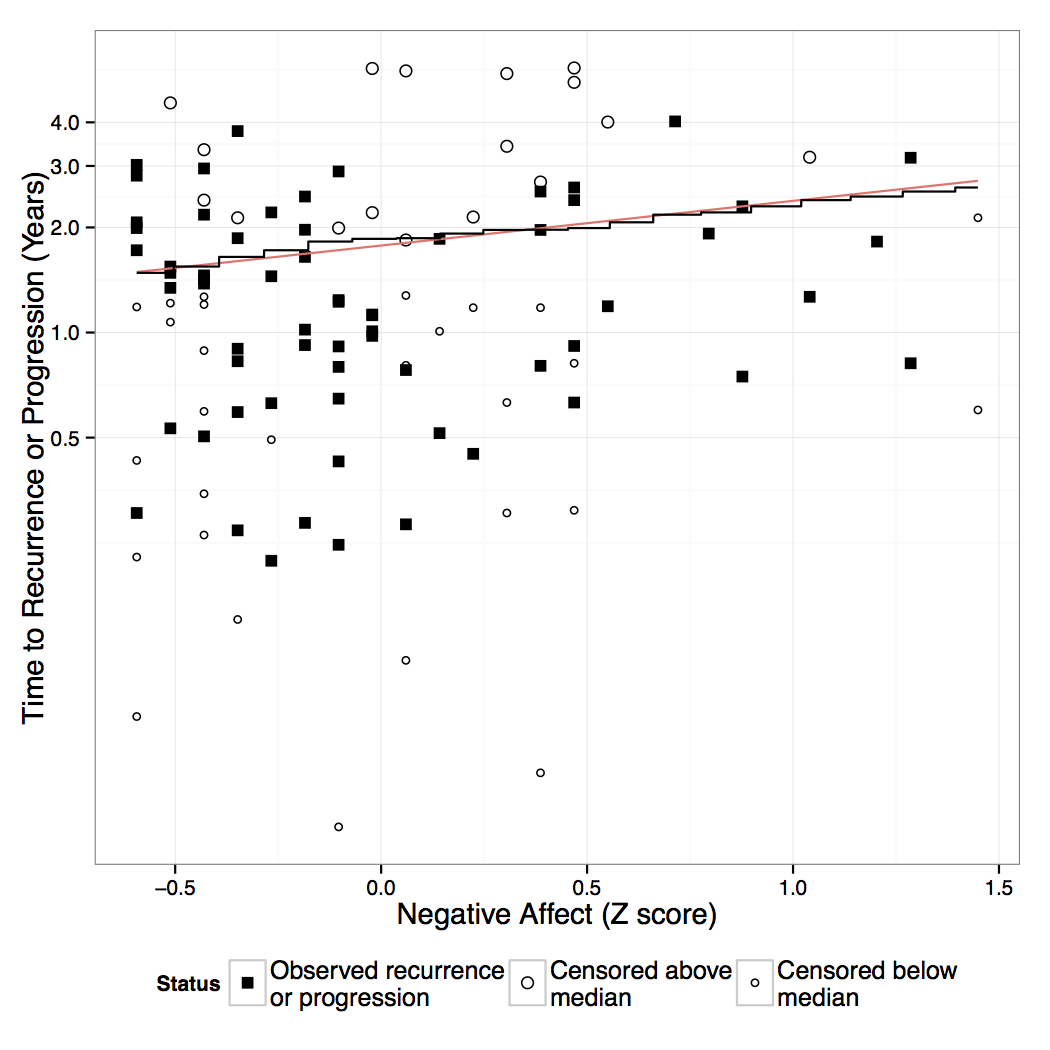 Time to Recurrence or Progression (Years)
4.0
3.0
2.0
1.0
0.5
−0.5
0.0
0.5
1.0
1.5
Negative Affect (Z score)
Status
Observed recurrence
or progression
Censored above
median
Censored below
median